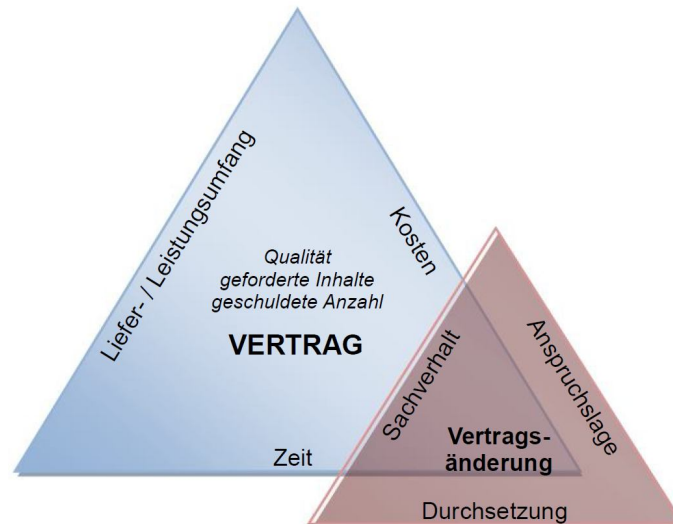 Liefer- / Leistungsumfang
Kosten
Qualität
geforderte Inhalte
geschuldete Anzahl
VERTRAG
Zeit
Sachverhalt
Anspruchslage
Vertrags-
änderung
Durchsetzung